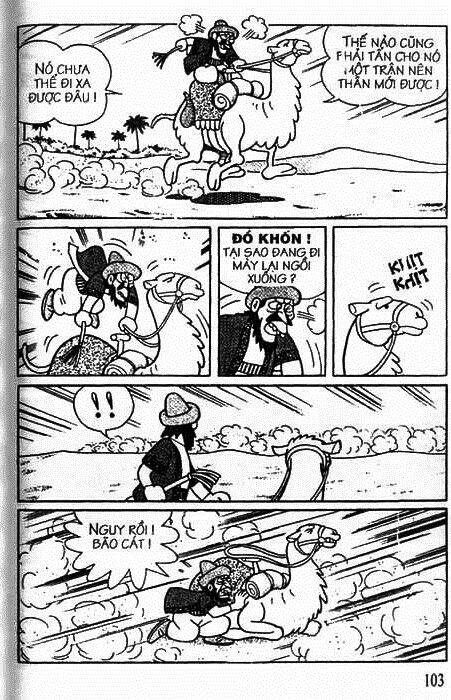 NÓ CHƯA
THỂ ĐI XA
ĐƯỢC ĐÂU !
THẾ NÀO CŨNG
PHẢI TẨN CHO NÓ
MỘT TRẬN NÊN
THÂN MỚI ĐƯỢC !
ĐỒ KHỐN !
TẠI SAO ĐANG ĐI
MÀY LẠI NGỒI
XUỐNG ?
KHỊT
KHỊT
!!
NGUY RỒI !
BÃO CÁT !
103